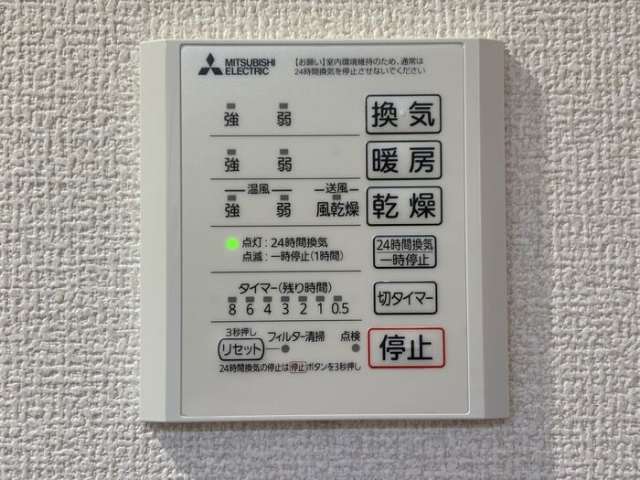 MITSUBISHI
ELECTRIC
【お願い】室内環境維持のため、通常は
24時間換気を停止させないでください
強 弱 換気
強 弱 暖房
温風 送風
強 弱 風乾燥 乾燥
点灯:24時間換気
点滅:一時停止(1時間)
24時間換気
一時停止
タイマー(残り時間)
8 6 4 3 2 1 0.5
切タイマー
3秒押し
リセット フィルター清掃 点検
停止
24時間換気の停止は停止ボタンを3秒押し